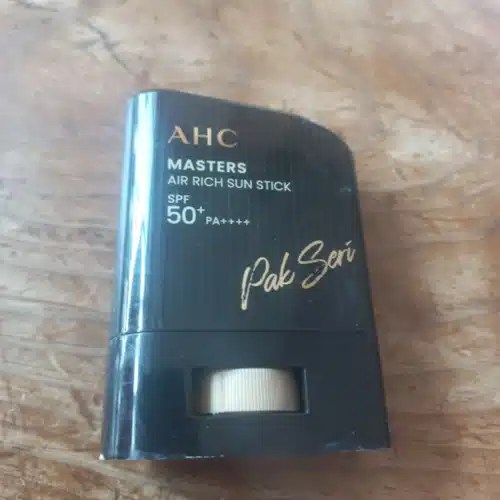 AHC
MASTERS
AIR RICH SUN STICK
SPF
50+ PA++++
Pak Seri